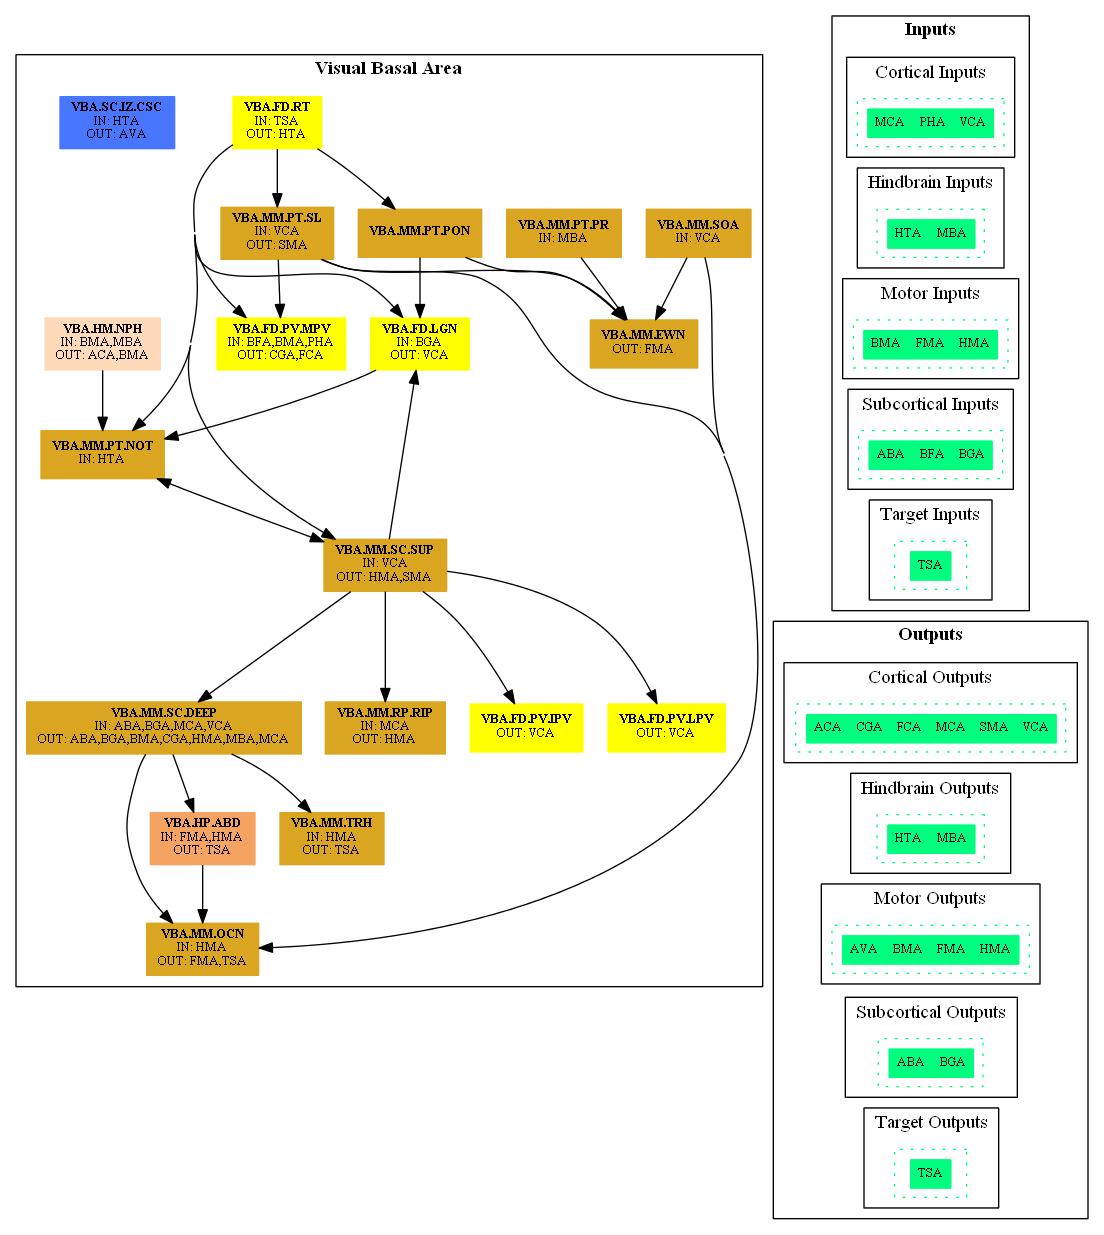 Visual Basal Area
VBA.SC.IZ.CSC
IN: HTA
OUT: AVA
VBA.FD.RT
IN: TSA
OUT: HTA
VBA.MM.PT.SL
IN: VCA
OUT: SMA
VBA.MM.PT.PON
VBA.MM.PT.PR
IN: MBA
VBA.MM.SOA
IN: VCA
VBA.HM.NPH
IN: BMA,MBA
OUT: ACA,BMA
VBA.FD.PV.MPV
IN: BFA,BMA,PHA
OUT: CGA,FCA
VBA.FD.LGN
IN: BGA
OUT: VCA
VBA.MM.EWN
OUT: FMA
VBA.MM.PT.NOT
IN: HTA
VBA.MM.SC.SUP
IN: VCA
OUT: HMA,SMA
VBA.MM.SC.DEEP
IN: ABA,BGA,MCA,VCA
OUT: ABA,BGA,BMA,CGA,HMA,MBA,MCA
VBA.MM.RP.RIP
IN: MCA
OUT: HMA
VBA.FD.PV.IPV
OUT: VCA
VBA.FD.PV.LPV
OUT: VCA
VBA.HP.ABD
IN: FMA,HMA
OUT: TSA
VBA.MM.TRH
IN: HMA
OUT: TSA
VBA.MM.OCN
IN: HMA
OUT: FMA,TSA
Inputs
Cortical Inputs
MCA PHA VCA
Hindbrain Inputs
HTA MBA
Motor Inputs
BMA FMA HMA
Subcortical Inputs
ABA BFA BGA
Target Inputs
TSA
Outputs
Cortical Outputs
ACA CGA FCA MCA SMA VCA
Hindbrain Outputs
HTA MBA
Motor Outputs
AVA BMA FMA HMA
Subcortical Outputs
ABA BGA
Target Outputs
TSA